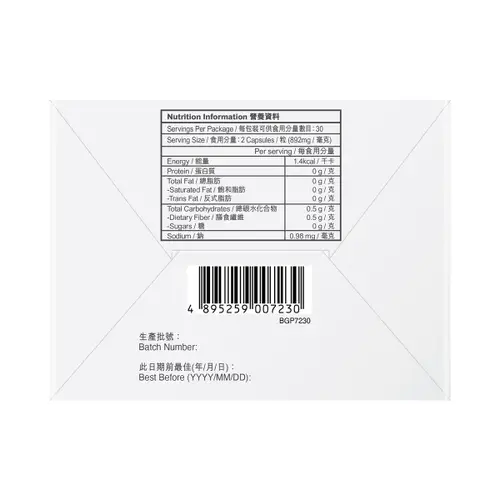 Nutrition Information 營養資料
Servings Per Package / 每包裝可供食用分量數目：30
Serving Size / 食用分量：2 Capsules / 粒 (892mg / 毫克)
Per serving / 每食用分量
Energy / 能量 1.4kcal / 千卡
Protein / 蛋白質 0 g / 克
Total Fat / 總脂肪 0 g / 克
-Saturated Fat / 飽和脂肪 0 g / 克
-Trans Fat / 反式脂肪 0 g / 克
Total Carbohydrates / 總碳水化合物 0.5 g / 克
-Dietary Fiber / 膳食纖維 0.5 g / 克
-Sugars / 糖 0 g / 克
Sodium / 鈉 0.98 mg / 毫克
4 895259 007230
BGP7230
生產批號：
Batch Number:
此日期前最佳(年/月/日)：
Best Before (YYYY/MM/DD):